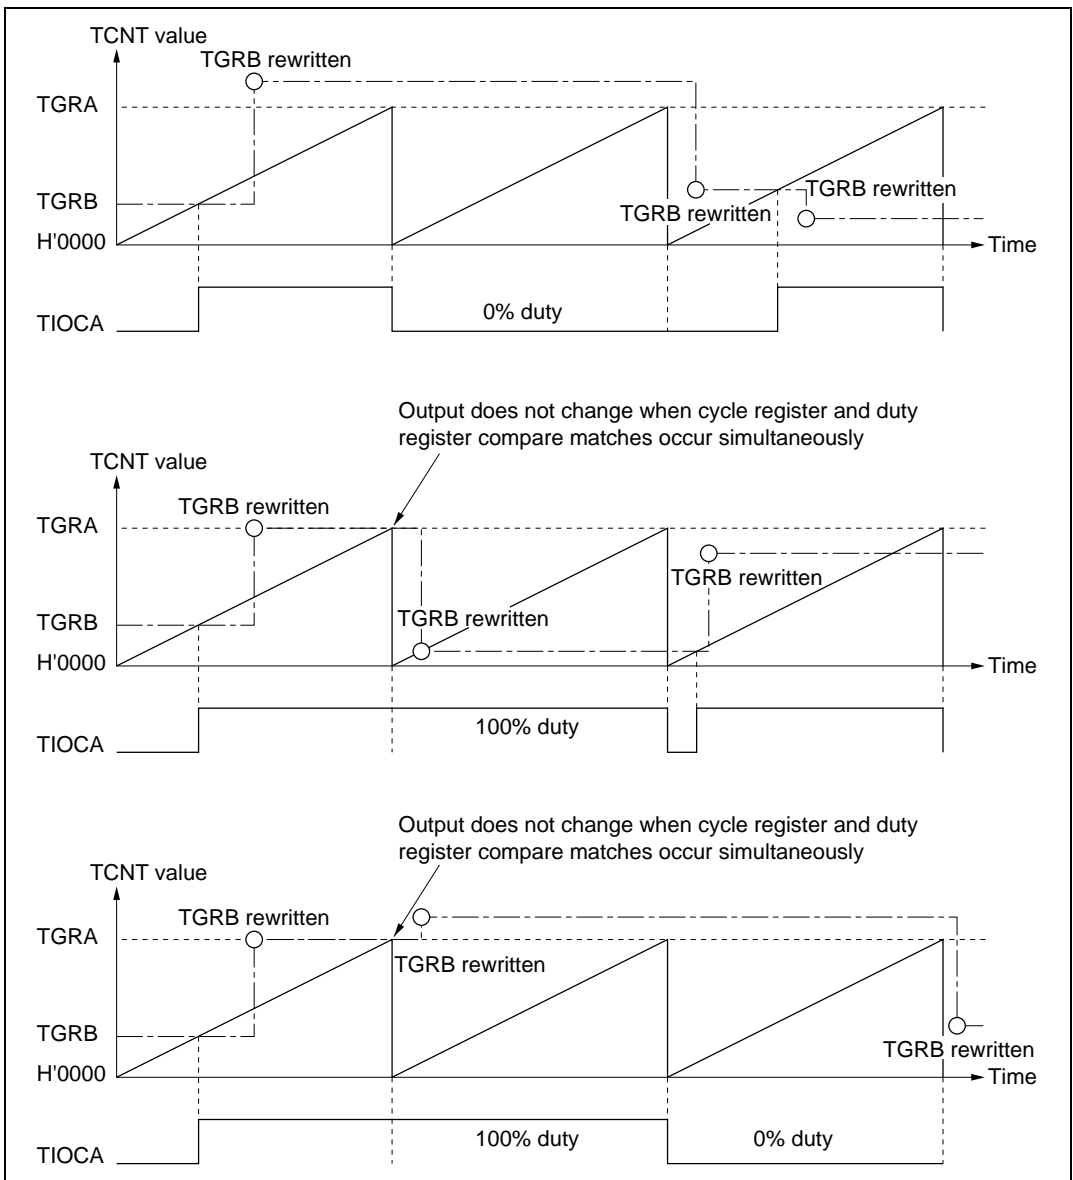 TCNT value
TGRB rewritten
TGRA
TGRB
TGRB rewritten
TGRB rewritten
H'0000
Time
0% duty
TIOCA
Output does not change when cycle register and duty
register compare matches occur simultaneously
TCNT value
TGRB rewritten
TGRA
TGRB rewritten
TGRB
TGRB rewritten
H'0000
Time
100% duty
TIOCA
Output does not change when cycle register and duty
register compare matches occur simultaneously
TCNT value
TGRB rewritten
TGRA
TGRB rewritten
TGRB
TGRB rewritten
H'0000
Time
100% duty
0% duty
TIOCA